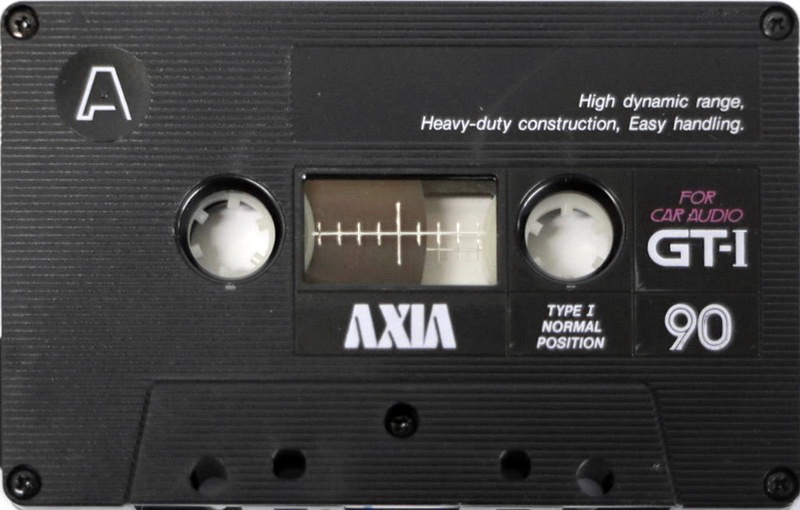 A
High dynamic range,
Heavy-duty construction, Easy handling.
FOR
CAR AUDIO
GT-I
AXIA
TYPE I
NORMAL
POSITION
90